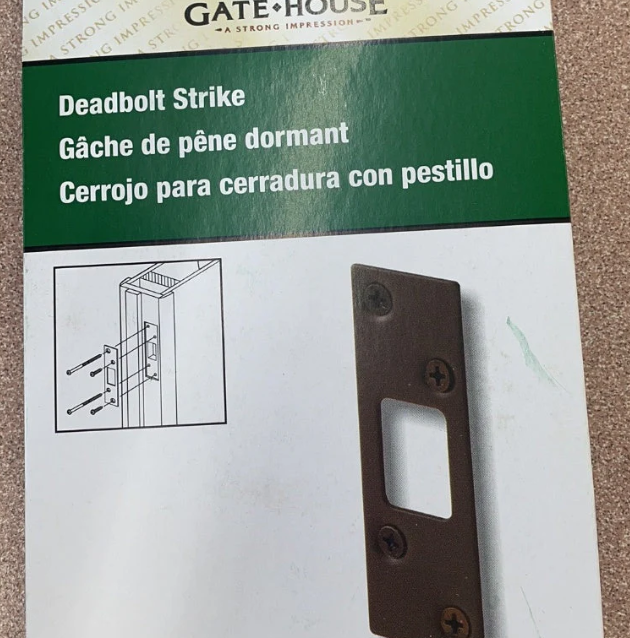 GATE·HOUSE
A STRONG IMPRESSION
Deadbolt Strike
Gâche de pêne dormant
Cerrojo para cerradura con pestillo